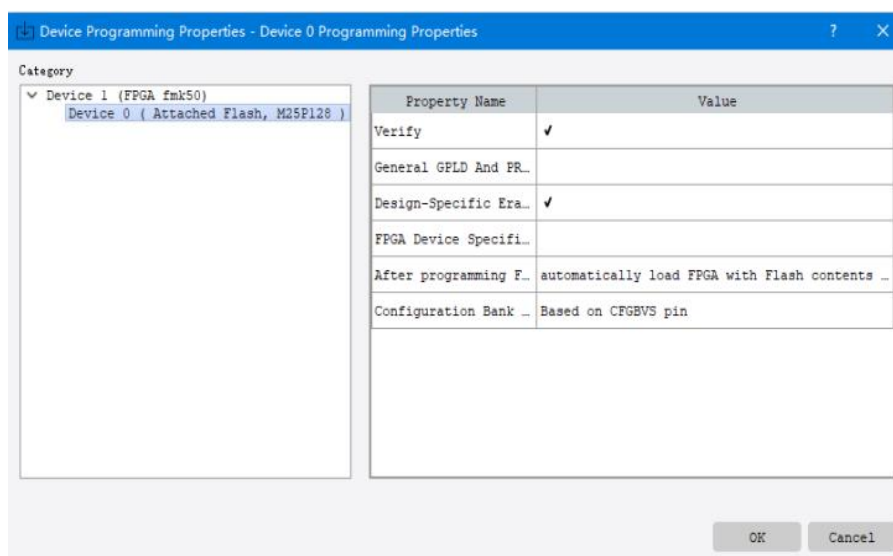 Device Programming Properties - Device 0 Programming Properties
Category
Device 1 (FPGA fmk50)
Device 0 ( Attached Flash, M25P128 )
Property Name Value
Verify ✔
General GPLD And PR…
Design-Specific Era… ✔
FPGA Device Specifi…
After programming F… automatically load FPGA with Flash contents …
Configuration Bank … Based on CFGBVS pin
OK Cancel